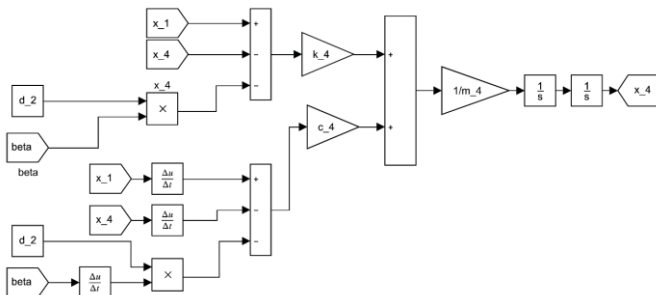 x_1
+
x_4
−
k_4
+
x_4
d_2
×
−
beta
beta
1/m_4
1/s
1/s
x_4
c_4
+
x_1
Δu/Δt
+
x_4
Δu/Δt
−
d_2
−
×
beta
Δu/Δt